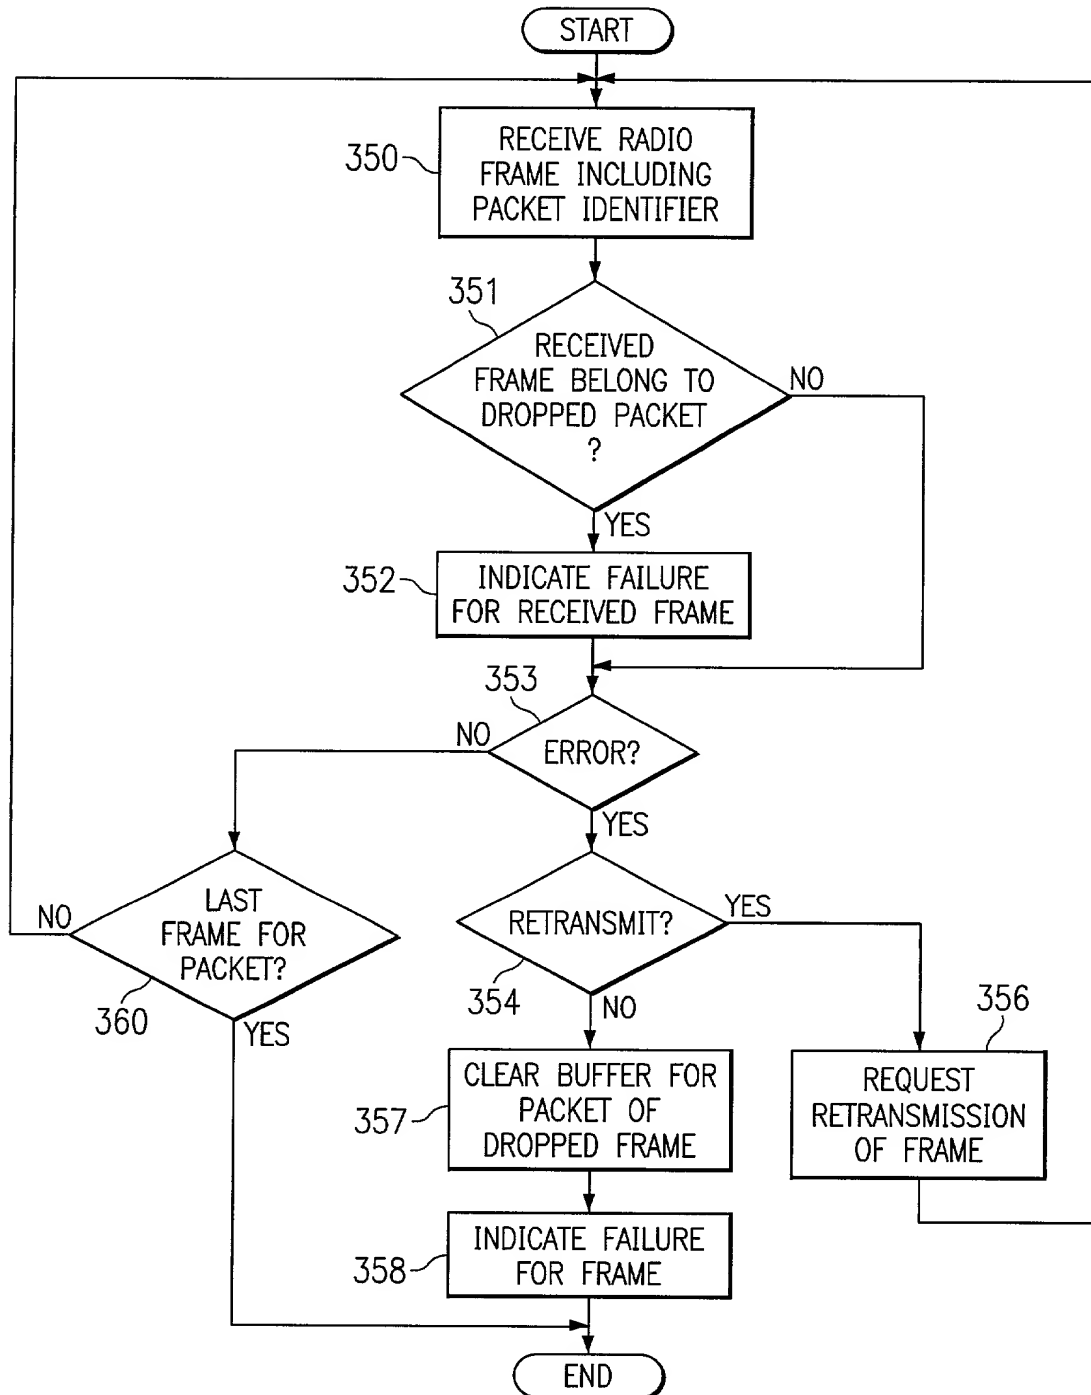 START
350
RECEIVE RADIO
FRAME INCLUDING
PACKET IDENTIFIER
351
RECEIVED
FRAME BELONG TO
DROPPED PACKET
?
NO
YES
352
INDICATE FAILURE
FOR RECEIVED FRAME
353
NO
ERROR?
YES
LAST
FRAME FOR
PACKET?
NO
360
YES
RETRANSMIT?
YES
354
NO
356
REQUEST
RETRANSMISSION
OF FRAME
357
CLEAR BUFFER FOR
PACKET OF
DROPPED FRAME
358
INDICATE FAILURE
FOR FRAME
END